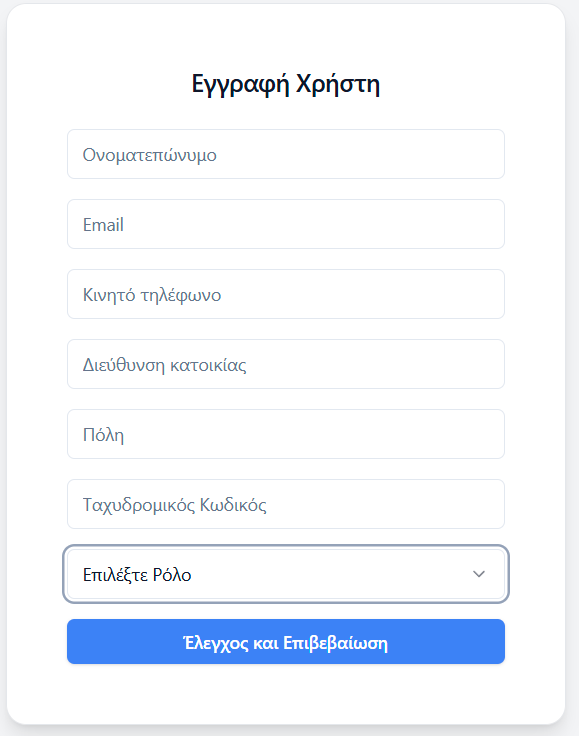 Εγγραφή Χρήστη
Ονοματεπώνυμο
Email
Κινητό τηλέφωνο
Διεύθυνση κατοικίας
Πόλη
Ταχυδρομικός Κωδικός
Επιλέξτε Ρόλο
Έλεγχος και Επιβεβαίωση